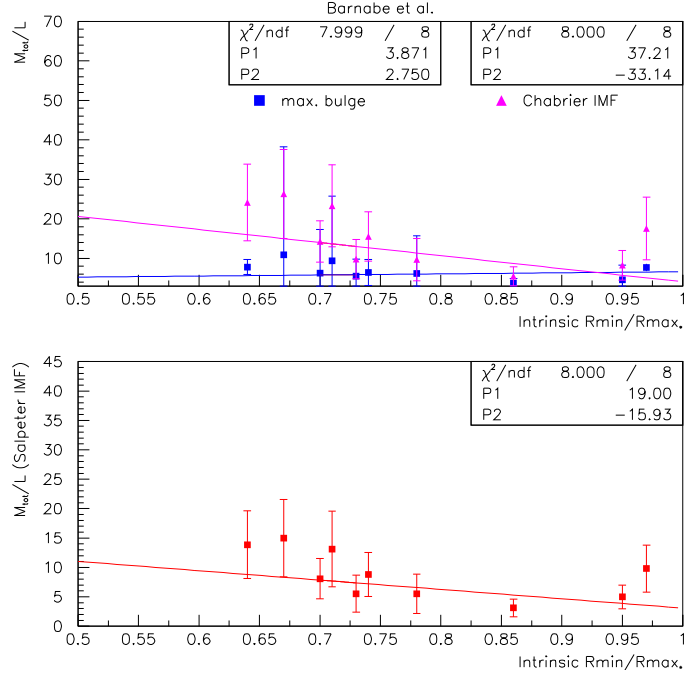 Barnabe et al.
χ²/ndf 7.999 / 8
P1 3.871
P2 2.750
χ²/ndf 8.000 / 8
P1 37.21
P2 −33.14
max. bulge
Chabrier IMF
M_tot/L
70
60
50
40
30
20
10
0.5 0.55 0.6 0.65 0.7 0.75 0.8 0.85 0.9 0.95 1
Intrinsic Rmin/Rmax.
χ²/ndf 8.000 / 8
P1 19.00
P2 −15.93
M_tot/L (Salpeter IMF)
45
40
35
30
25
20
15
10
5
0
0.5 0.55 0.6 0.65 0.7 0.75 0.8 0.85 0.9 0.95 1
Intrinsic Rmin/Rmax.